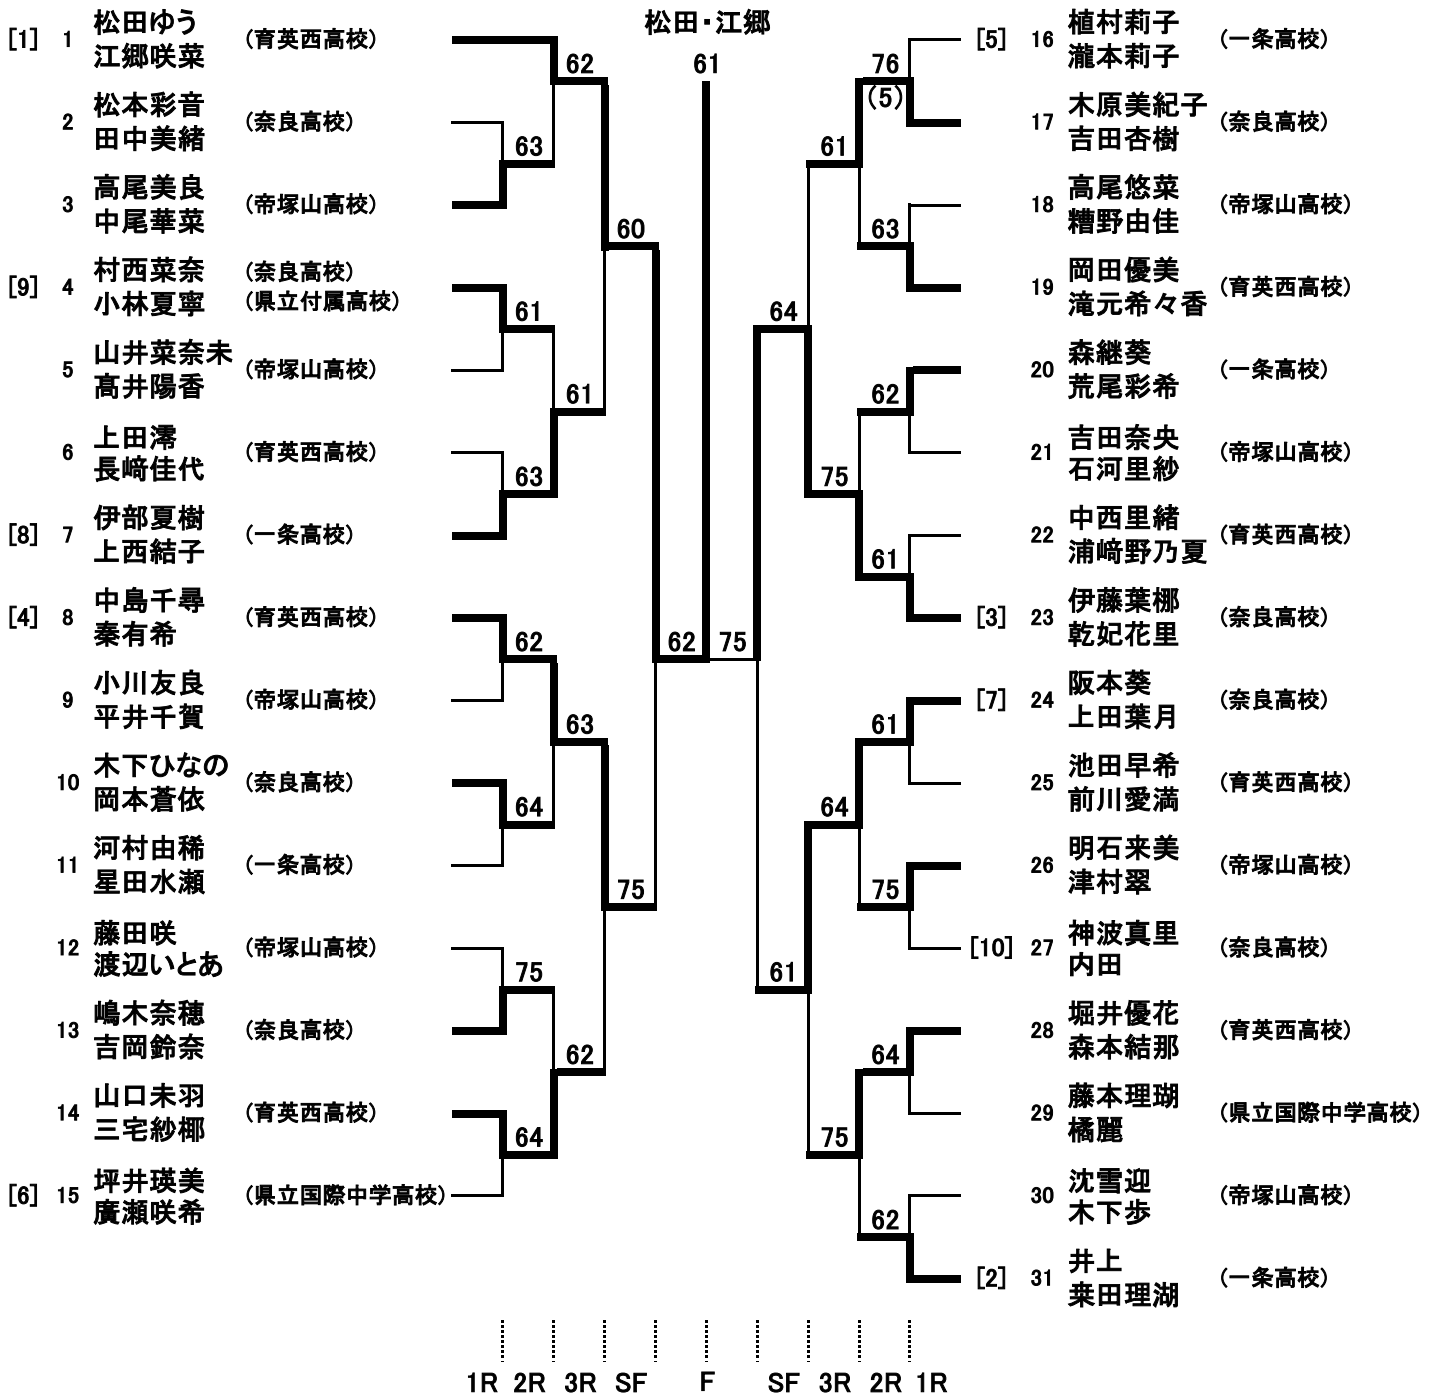 松田・江郷
61
[1] 1 松田ゆう
江郷咲菜 (育英西高校)
2 松本彩音
田中美緒 (奈良高校)
3 高尾美良
中尾華菜 (帝塚山高校)
[9] 4 村西菜奈 (奈良高校)
小林夏寧 (県立付属高校)
5 山井菜奈未
髙井陽香 (帝塚山高校)
6 上田澪
長﨑佳代 (育英西高校)
[8] 7 伊部夏樹
上西結子 (一条高校)
[4] 8 中島千尋
秦有希 (育英西高校)
9 小川友良
平井千賀 (帝塚山高校)
10 木下ひなの
岡本蒼依 (奈良高校)
11 河村由稀
星田水瀬 (一条高校)
12 藤田咲
渡辺いとあ (帝塚山高校)
13 嶋木奈穂
吉岡鈴奈 (奈良高校)
14 山口未羽
三宅紗椰 (育英西高校)
[6] 15 坪井瑛美
廣瀬咲希 (県立国際中学高校)
62
63
61
63
62
64
75
64
61
63
62
60
75
62
75
64
61
61
75
64
75
76
(5)
63
62
61
61
75
64
62
[5] 16 植村莉子
瀧本莉子 (一条高校)
17 木原美紀子
吉田杏樹 (奈良高校)
18 高尾悠菜
糟野由佳 (帝塚山高校)
19 岡田優美
滝元希々香 (育英西高校)
20 森継葵
荒尾彩希 (一条高校)
21 吉田奈央
石河里紗 (帝塚山高校)
22 中西里緒
浦﨑野乃夏 (育英西高校)
[3] 23 伊藤葉梛
乾妃花里 (奈良高校)
[7] 24 阪本葵
上田葉月 (奈良高校)
25 池田早希
前川愛満 (育英西高校)
26 明石来美
津村翠 (帝塚山高校)
[10] 27 神波真里
内田 (奈良高校)
28 堀井優花
森本結那 (育英西高校)
29 藤本理瑚
橘麗 (県立国際中学高校)
30 沈雪迎
木下歩 (帝塚山高校)
[2] 31 井上
桒田理湖 (一条高校)
1R 2R 3R SF F SF 3R 2R 1R